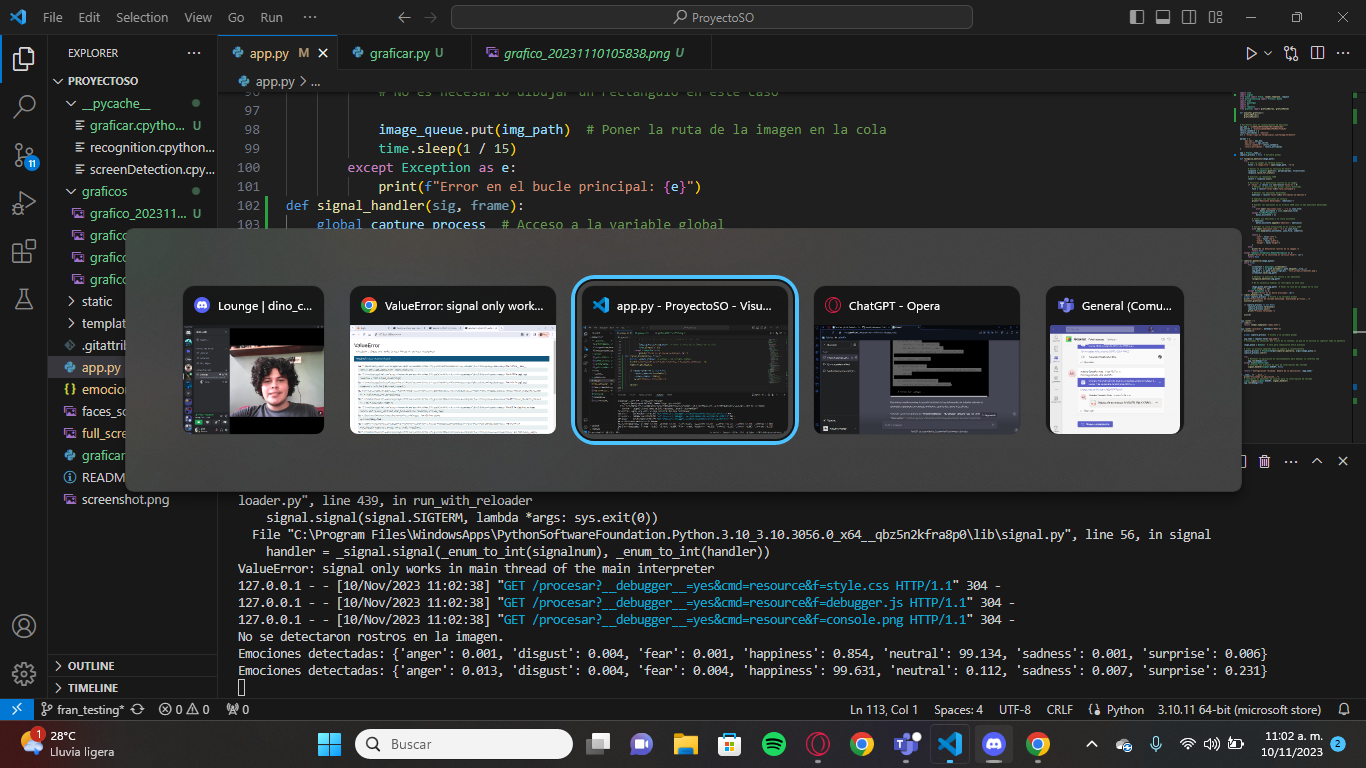 File Edit Selection View Go Run ··· ProyectoSO
EXPLORER ···
PROYECTOSO
__pycache__
graficar.cpytho... U
recognition.cpython...
screenDetection.cpy...
graficos
grafico_202311... U
static
.gitattrib
app.py
README
screenshot.png
OUTLINE
TIMELINE
11
app.py M
graficar.py U
grafico_20231110105838.png U
app.py > ...
96 # No es necesario dibujar un rectángulo en este caso
97
98 image_queue.put(img_path) # Poner la ruta de la imagen en la cola
99 time.sleep(1 / 15)
100 except Exception as e:
101 print(f"Error en el bucle principal: {e}")
102 def signal_handler(sig, frame):
103 global capture_process # Acceso a la variable global
Lounge | dino_c...
ValueError: signal only work...
app.py - ProyectoSO - Visu...
ChatGPT - Opera
General (Comu...
ValueError
loader.py", line 439, in run_with_reloader
signal.signal(signal.SIGTERM, lambda *args: sys.exit(0))
File "C:\Program Files\WindowsApps\PythonSoftwareFoundation.Python.3.10_3.10.3056.0_x64__qbz5n2kfra8p0\lib\signal.py", line 56, in signal
handler = _signal.signal(_enum_to_int(signalnum), _enum_to_int(handler))
ValueError: signal only works in main thread of the main interpreter
127.0.0.1 - - [10/Nov/2023 11:02:38] "GET /procesar?__debugger__=yes&cmd=resource&f=style.css HTTP/1.1" 304 -
127.0.0.1 - - [10/Nov/2023 11:02:38] "GET /procesar?__debugger__=yes&cmd=resource&f=debugger.js HTTP/1.1" 304 -
127.0.0.1 - - [10/Nov/2023 11:02:38] "GET /procesar?__debugger__=yes&cmd=resource&f=console.png HTTP/1.1" 304 -
No se detectaron rostros en la imagen.
Emociones detectadas: {'anger': 0.001, 'disgust': 0.004, 'fear': 0.001, 'happiness': 0.854, 'neutral': 99.134, 'sadness': 0.001, 'surprise': 0.006}
Emociones detectadas: {'anger': 0.013, 'disgust': 0.004, 'fear': 0.004, 'happiness': 99.631, 'neutral': 0.112, 'sadness': 0.007, 'surprise': 0.231}
fran_testing* 0 0 0 Ln 113, Col 1 Spaces: 4 UTF-8 CRLF Python 3.10.11 64-bit (microsoft store)
1 28°C
Lluvia ligera
Buscar
11:02 a. m.
10/11/2023
2